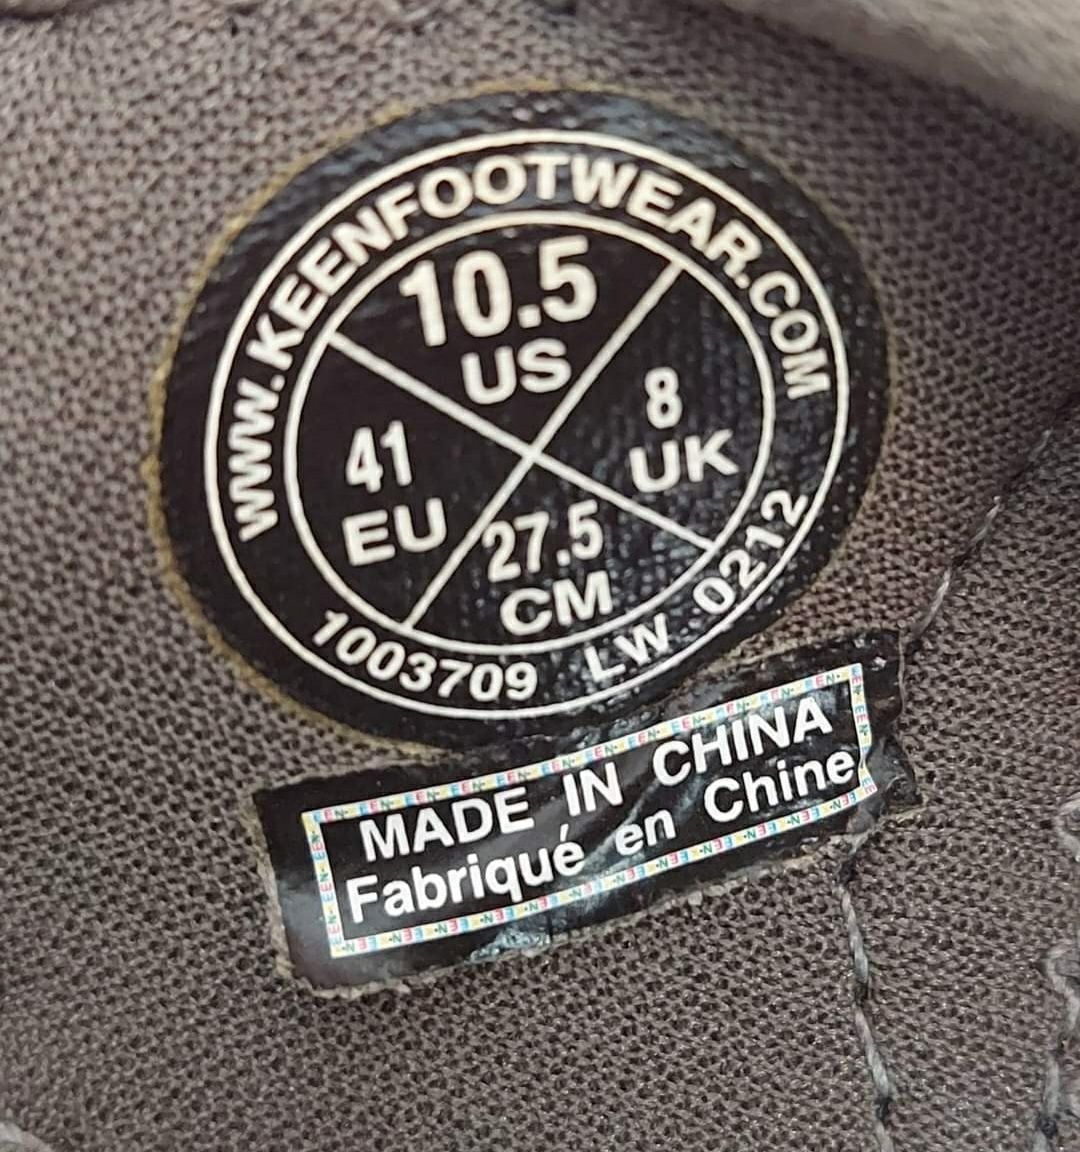 WWW.KEENFOOTWEAR.COM
10.5
US
41
EU
8
UK
27.5
CM
1003709 LW 0212
MADE IN CHINA
Fabriqué en Chine